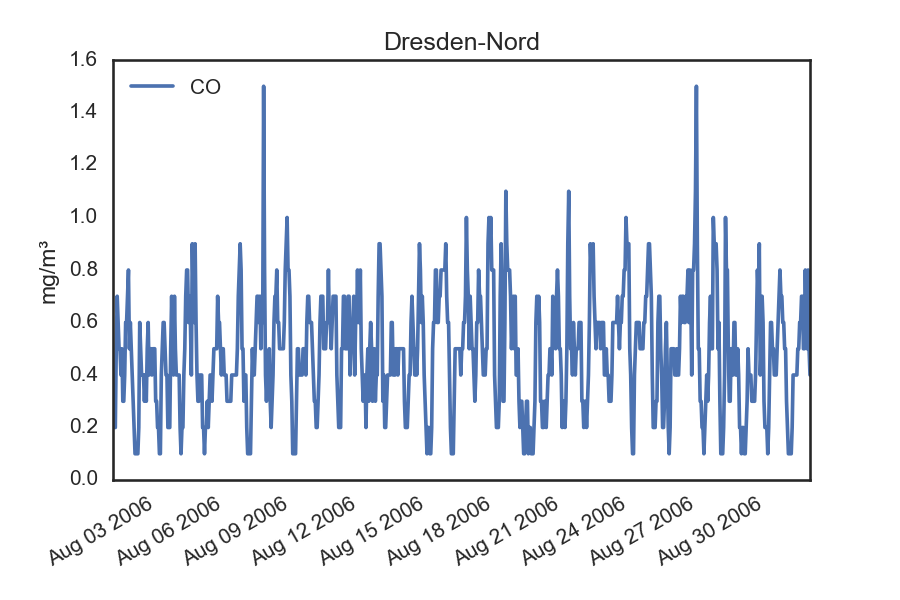 Dresden-Nord
1.6
1.4
1.2
1.0
0.8
0.6
0.4
0.2
0.0
mg/m³
CO
Aug 03 2006
Aug 06 2006
Aug 09 2006
Aug 12 2006
Aug 15 2006
Aug 18 2006
Aug 21 2006
Aug 24 2006
Aug 27 2006
Aug 30 2006